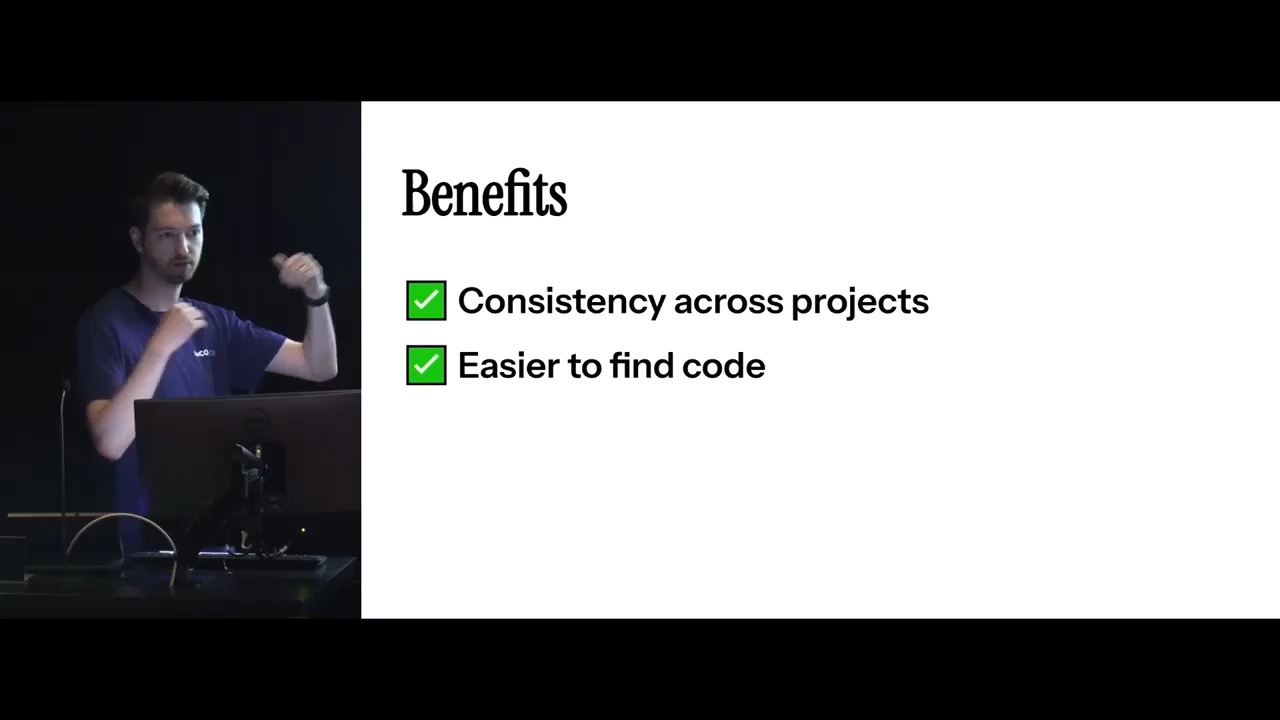 Benefits
Consistency across projects
Easier to find code